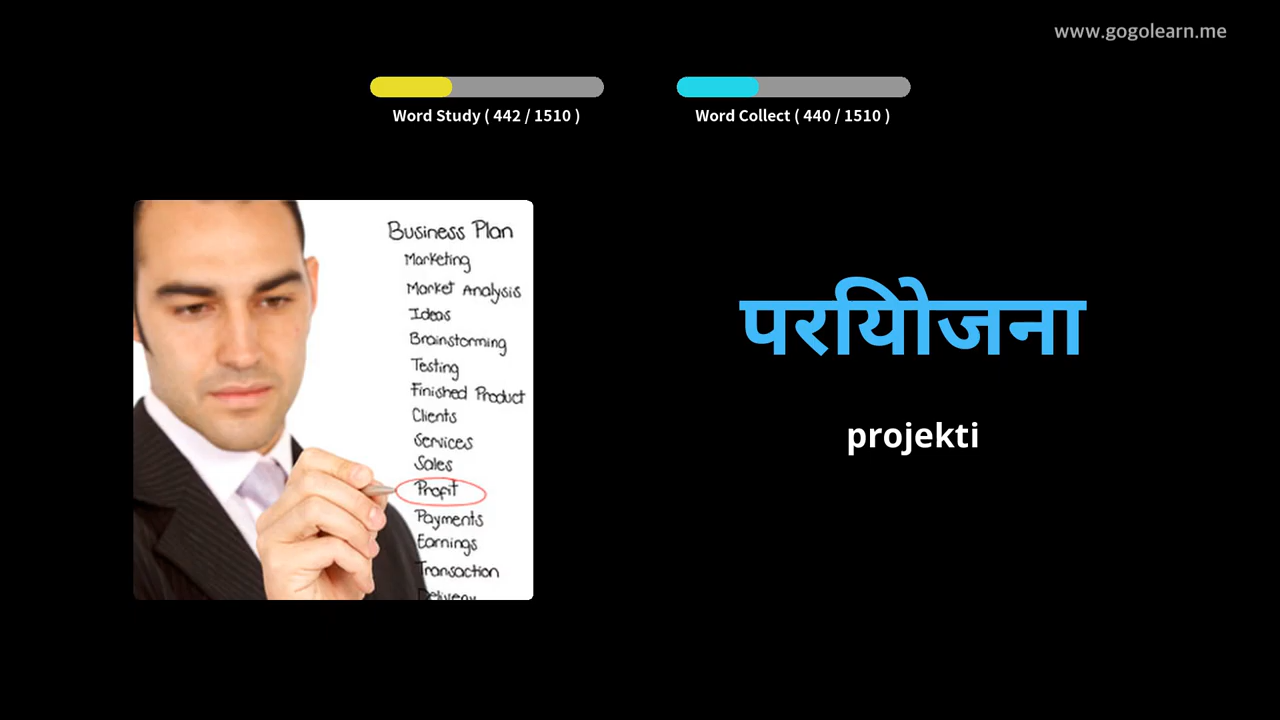 www.gogolearn.me
Word Study ( 442 / 1510 )
Word Collect ( 440 / 1510 )
Business Plan
Marketing
Market Analysis
Ideas
Brainstorming
Testing
Finished Product
Clients
Services
Sales
Profit
Payments
Earnings
Transaction
Delivery
परियोजना
projekti